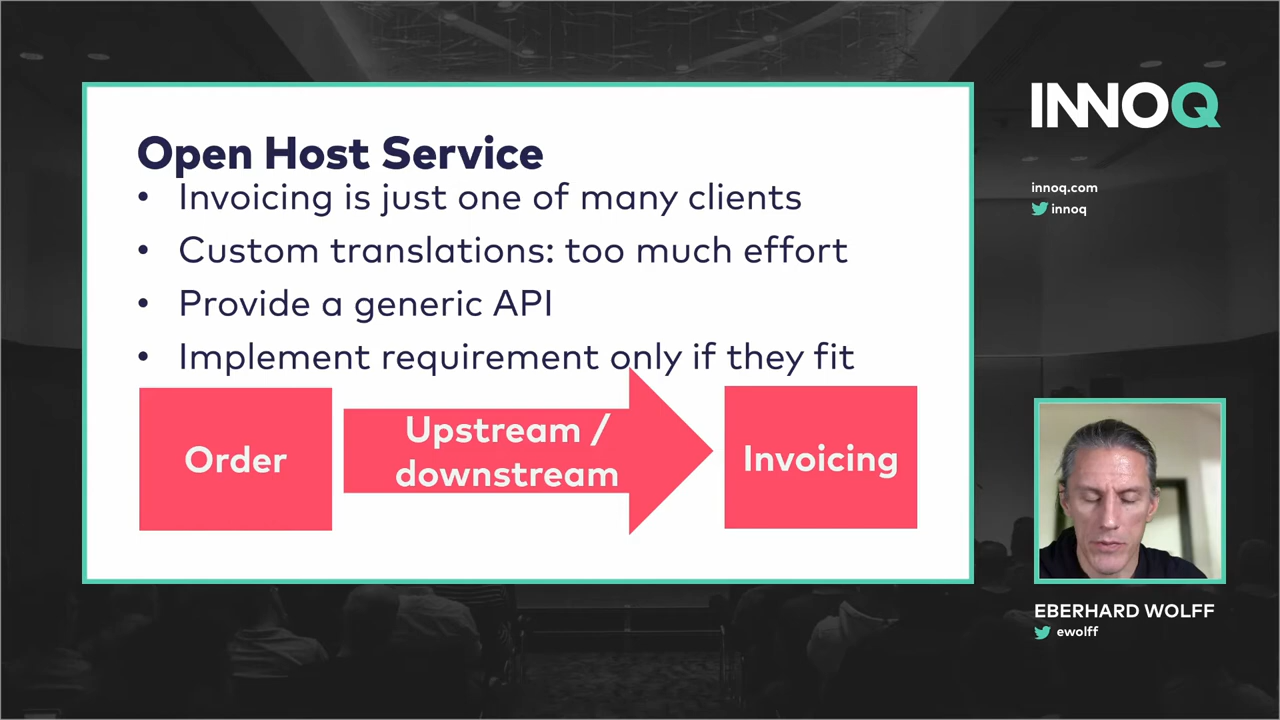 Open Host Service
• Invoicing is just one of many clients
• Custom translations: too much effort
• Provide a generic API
• Implement requirement only if they fit
Order
Upstream /
downstream
Invoicing
INNOQ
innoq.com
innoq
EBERHARD WOLFF
ewolff